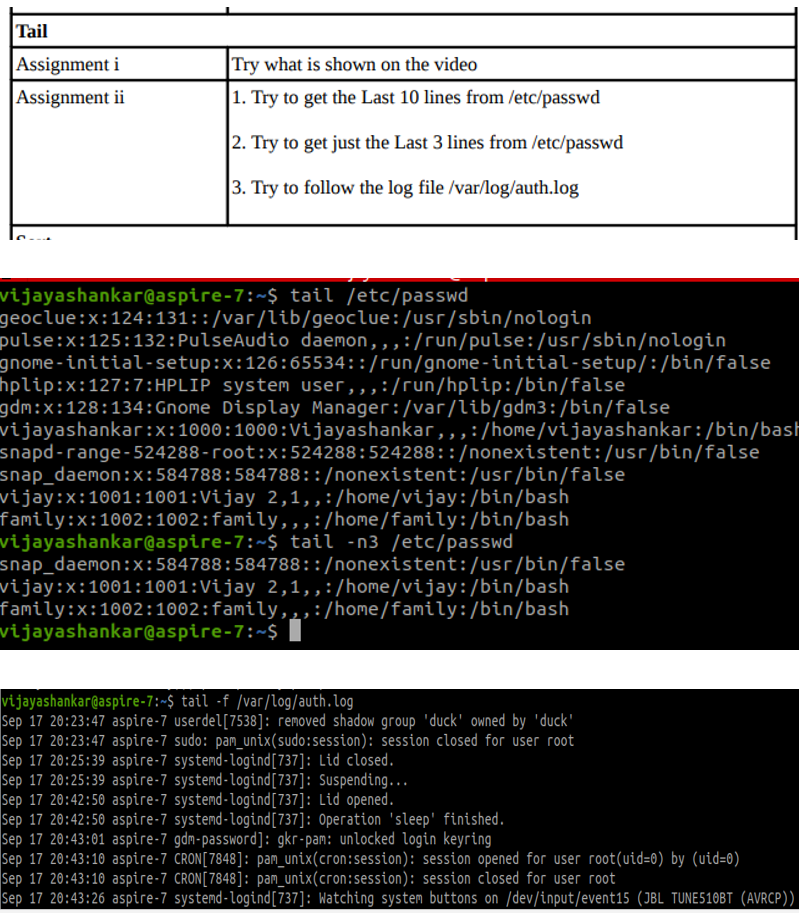 Tail
Assignment i
Try what is shown on the video
Assignment ii
1. Try to get the Last 10 lines from /etc/passwd
2. Try to get just the Last 3 lines from /etc/passwd
3. Try to follow the log file /var/log/auth.log
vijayashankar@aspire-7:~$ tail /etc/passwd
geoclue:x:124:131::/var/lib/geoclue:/usr/sbin/nologin
pulse:x:125:132:PulseAudio daemon,,,:/run/pulse:/usr/sbin/nologin
gnome-initial-setup:x:126:65534::/run/gnome-initial-setup/:/bin/false
hplip:x:127:7:HPLIP system user,,,:/run/hplip:/bin/false
gdm:x:128:134:Gnome Display Manager:/var/lib/gdm3:/bin/false
vijayashankar:x:1000:1000:Vijayashankar,,,:/home/vijayashankar:/bin/bash
snapd-range-524288-root:x:524288:524288::/nonexistent:/usr/bin/false
snap_daemon:x:584788:584788::/nonexistent:/usr/bin/false
vijay:x:1001:1001:Vijay 2,1,,:/home/vijay:/bin/bash
family:x:1002:1002:family,,,:/home/family:/bin/bash
vijayashankar@aspire-7:~$ tail -n3 /etc/passwd
snap_daemon:x:584788:584788::/nonexistent:/usr/bin/false
vijay:x:1001:1001:Vijay 2,1,,:/home/vijay:/bin/bash
family:x:1002:1002:family,,,:/home/family:/bin/bash
vijayashankar@aspire-7:~$
vijayashankar@aspire-7:~$ tail -f /var/log/auth.log
Sep 17 20:23:47 aspire-7 userdel[7538]: removed shadow group 'duck' owned by 'duck'
Sep 17 20:23:47 aspire-7 sudo: pam_unix(sudo:session): session closed for user root
Sep 17 20:25:39 aspire-7 systemd-logind[737]: Lid closed.
Sep 17 20:25:39 aspire-7 systemd-logind[737]: Suspending...
Sep 17 20:42:50 aspire-7 systemd-logind[737]: Lid opened.
Sep 17 20:42:50 aspire-7 systemd-logind[737]: Operation 'sleep' finished.
Sep 17 20:43:01 aspire-7 gdm-password]: gkr-pam: unlocked login keyring
Sep 17 20:43:10 aspire-7 CRON[7848]: pam_unix(cron:session): session opened for user root(uid=0) by (uid=0)
Sep 17 20:43:10 aspire-7 CRON[7848]: pam_unix(cron:session): session closed for user root
Sep 17 20:43:26 aspire-7 systemd-logind[737]: Watching system buttons on /dev/input/event15 (JBL TUNE510BT (AVRCP))